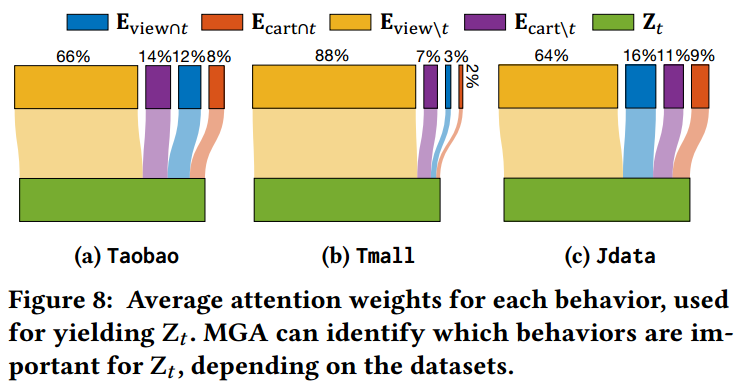 E_view∩t E_cart∩t E_view\t E_cart\t Z_t
66% 14% 12% 8%
88% 7% 3% 2%
64% 16% 11% 9%
(a) Taobao (b) Tmall (c) Jdata
Figure 8: Average attention weights for each behavior, used
for yielding Z_t. MGA can identify which behaviors are im-
portant for Z_t, depending on the datasets.